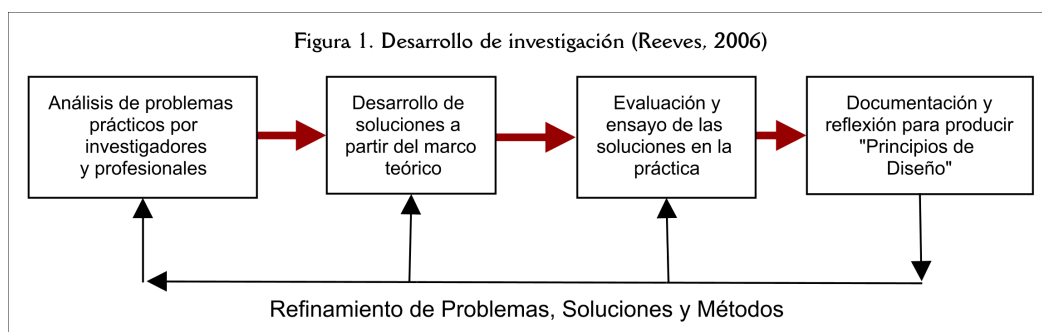 Figura 1. Desarrollo de investigación (Reeves, 2006)
Análisis de problemas
prácticos por
investigadores
y profesionales
Desarrollo de
soluciones a
partir del marco
teórico
Evaluación y
ensayo de las
soluciones en la
práctica
Documentación y
reflexión para producir
"Principios de
Diseño"
Refinamiento de Problemas, Soluciones y Métodos